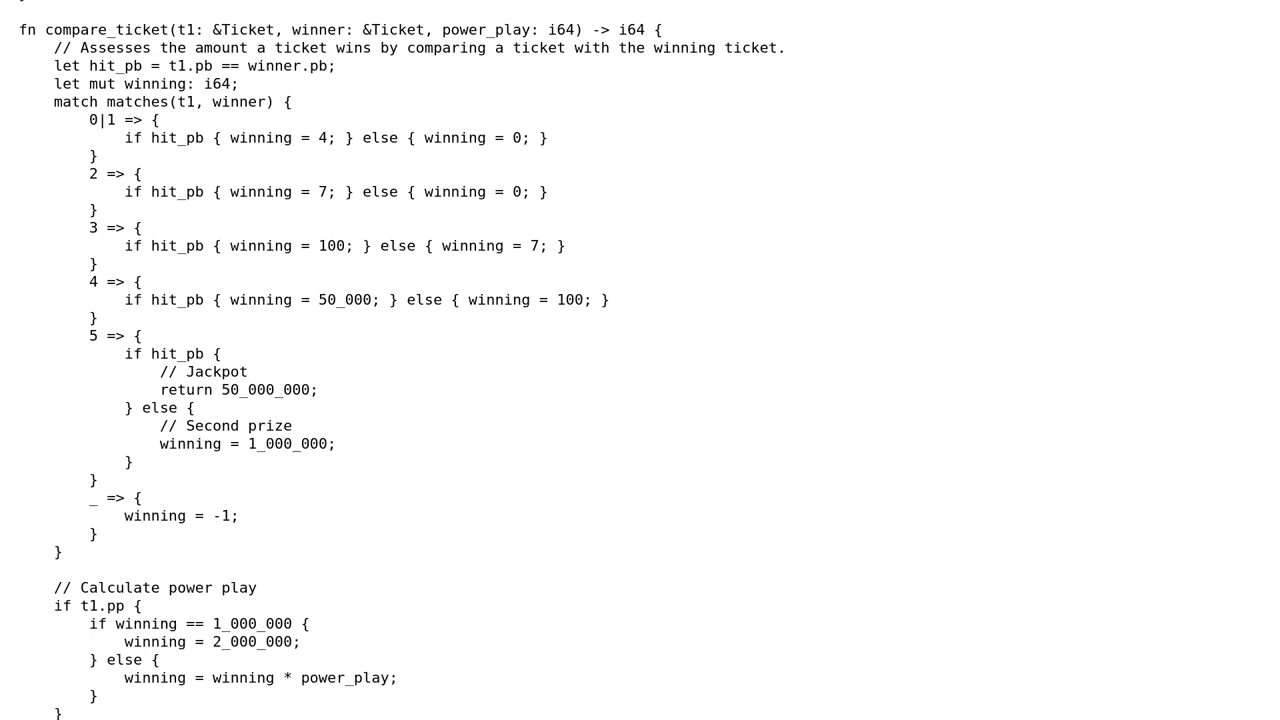 fn compare_ticket(t1: &Ticket, winner: &Ticket, power_play: i64) -> i64 {
    // Assesses the amount a ticket wins by comparing a ticket with the winning ticket.
    let hit_pb = t1.pb == winner.pb;
    let mut winning: i64;
    match matches(t1, winner) {
        0|1 => {
            if hit_pb { winning = 4; } else { winning = 0; }
        }
        2 => {
            if hit_pb { winning = 7; } else { winning = 0; }
        }
        3 => {
            if hit_pb { winning = 100; } else { winning = 7; }
        }
        4 => {
            if hit_pb { winning = 50_000; } else { winning = 100; }
        }
        5 => {
            if hit_pb {
                // Jackpot
                return 50_000_000;
            } else {
                // Second prize
                winning = 1_000_000;
            }
        }
        _ => {
            winning = -1;
        }
    }

    // Calculate power play
    if t1.pp {
        if winning == 1_000_000 {
            winning = 2_000_000;
        } else {
            winning = winning * power_play;
        }
    }